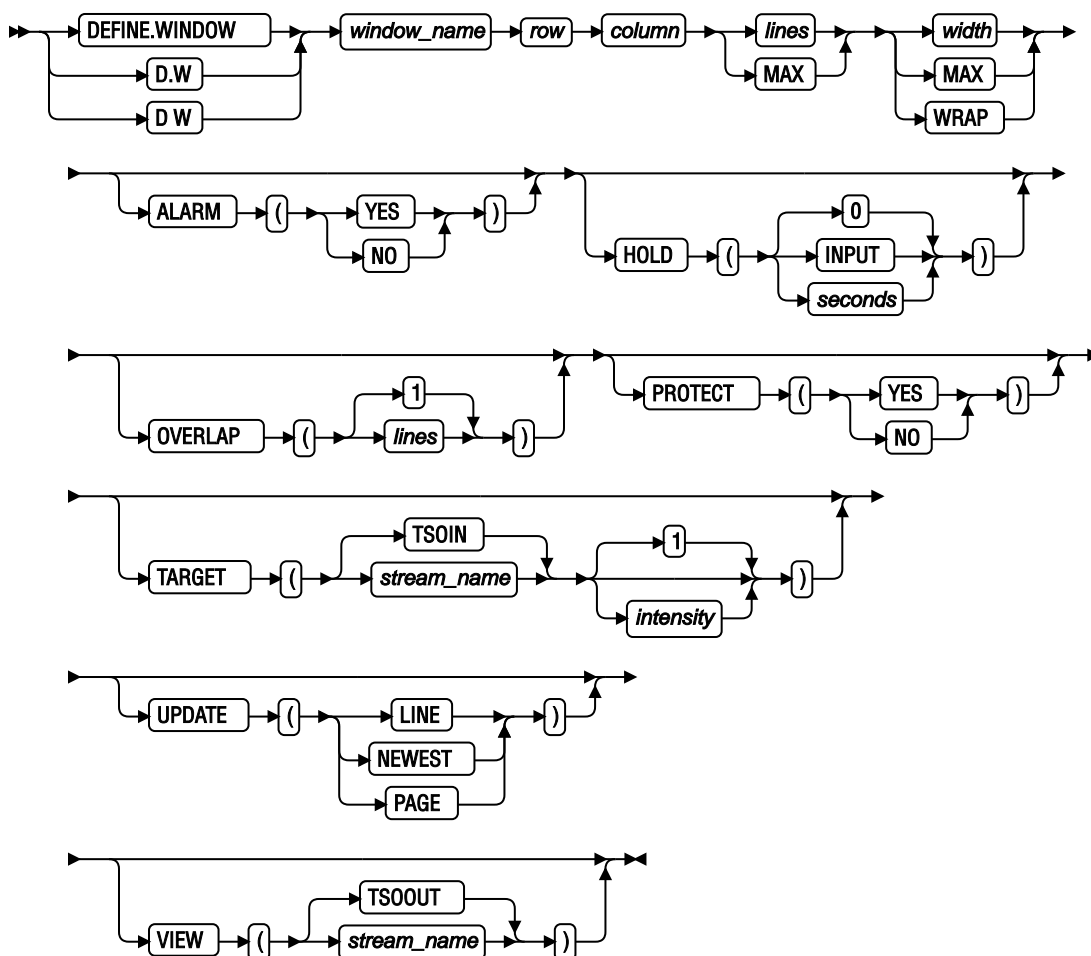 DEFINE.WINDOW window_name row column lines width
D.W MAX MAX
D W WRAP
ALARM ( YES ) HOLD ( 0 )
NO INPUT
seconds
OVERLAP ( 1 ) PROTECT ( YES )
lines NO
TARGET ( TSOIN 1 )
stream_name intensity
UPDATE ( LINE )
NEWEST
PAGE
VIEW ( TSOOUT )
stream_name